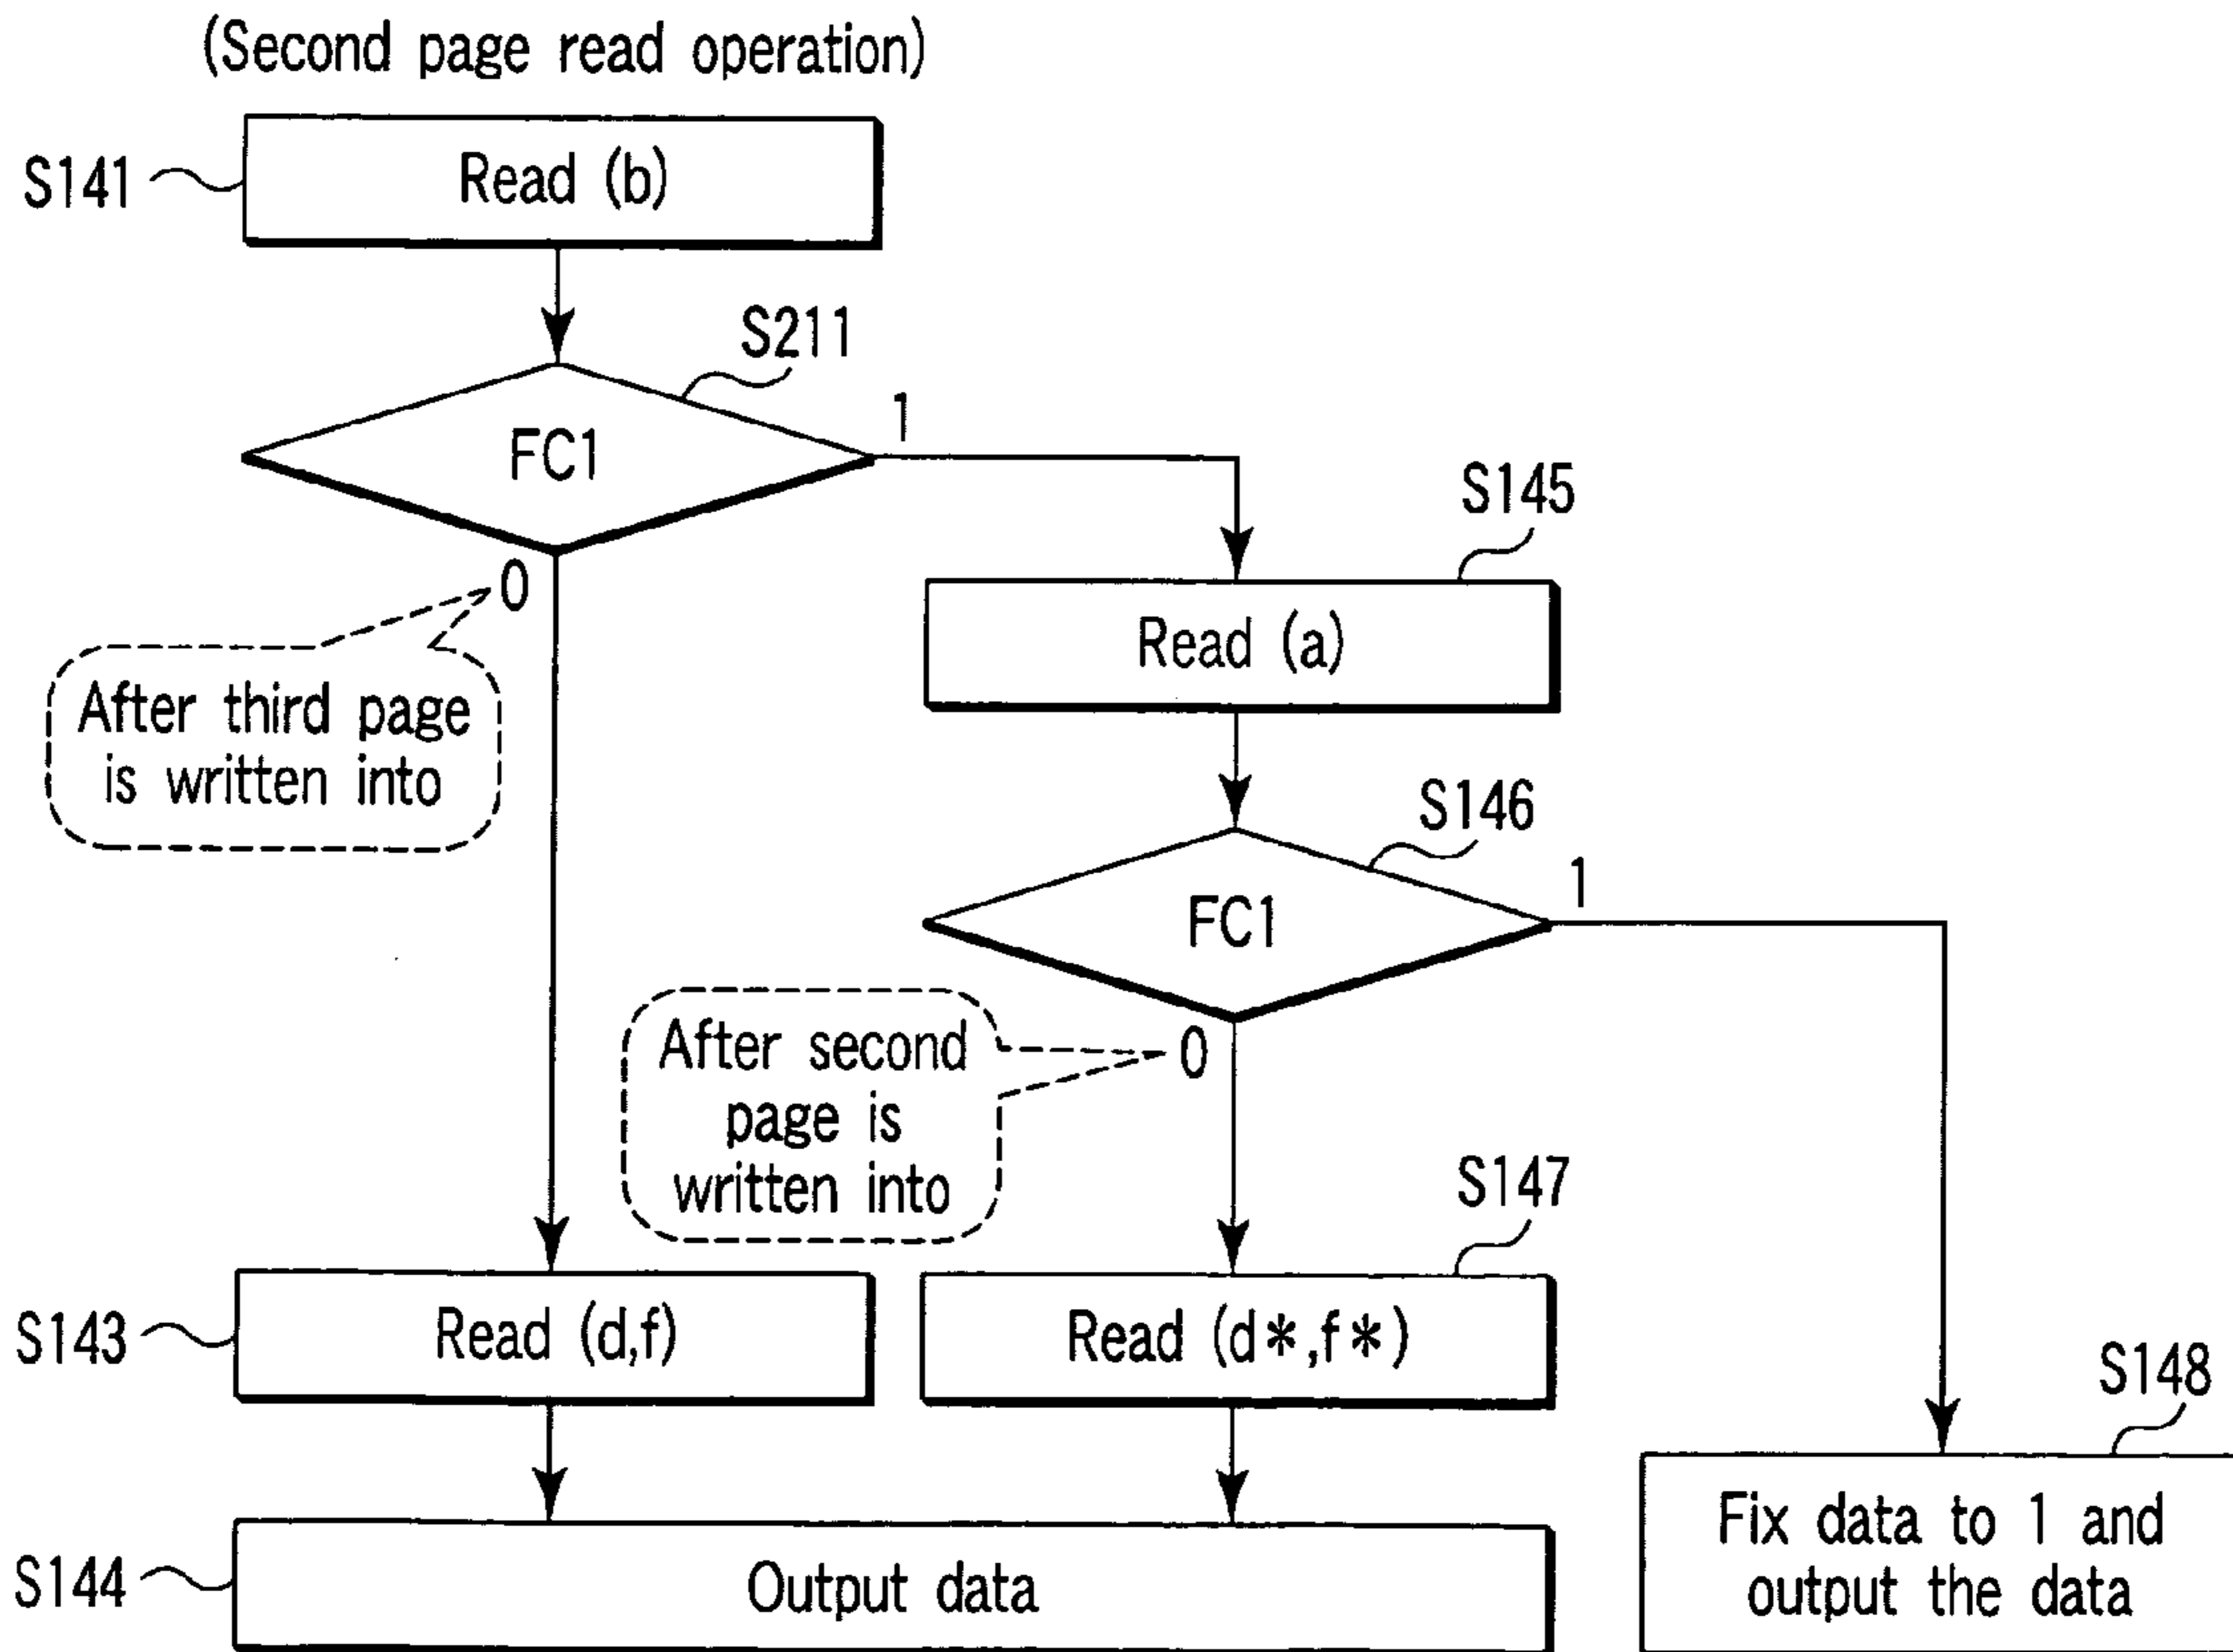 (Second page read operation)
S141
Read (b)
S211
FC1
1
0
After third page
is written into
S145
Read (a)
S146
FC1
1
0
After second
page is
written into
S143
Read (d,f)
S147
Read (d*,f*)
S148
Fix data to 1 and
output the data
S144
Output data